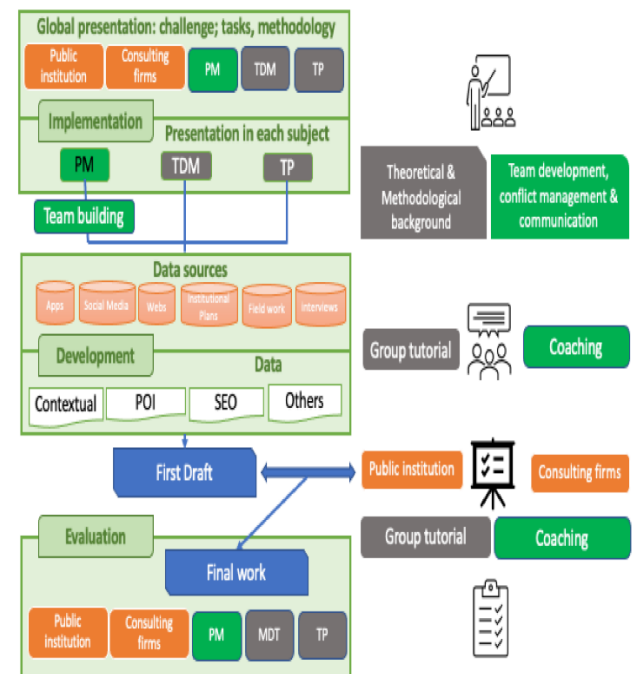 Global presentation: challenge; tasks, methodology
Public
institution
Consulting
firms
PM
TDM
TP
Implementation
Presentation in each subject
PM
TDM
TP
Team building
Theoretical &
Methodological
background
Team development,
conflict management &
communication
Data sources
Apps
Social Media
Webs
Institutional
Plans
Field work
Interviews
Development
Data
Contextual
POI
SEO
Others
Group tutorial
Coaching
First Draft
Public institution
Consulting firms
Group tutorial
Coaching
Evaluation
Final work
Public
institution
Consulting
firms
PM
MDT
TP